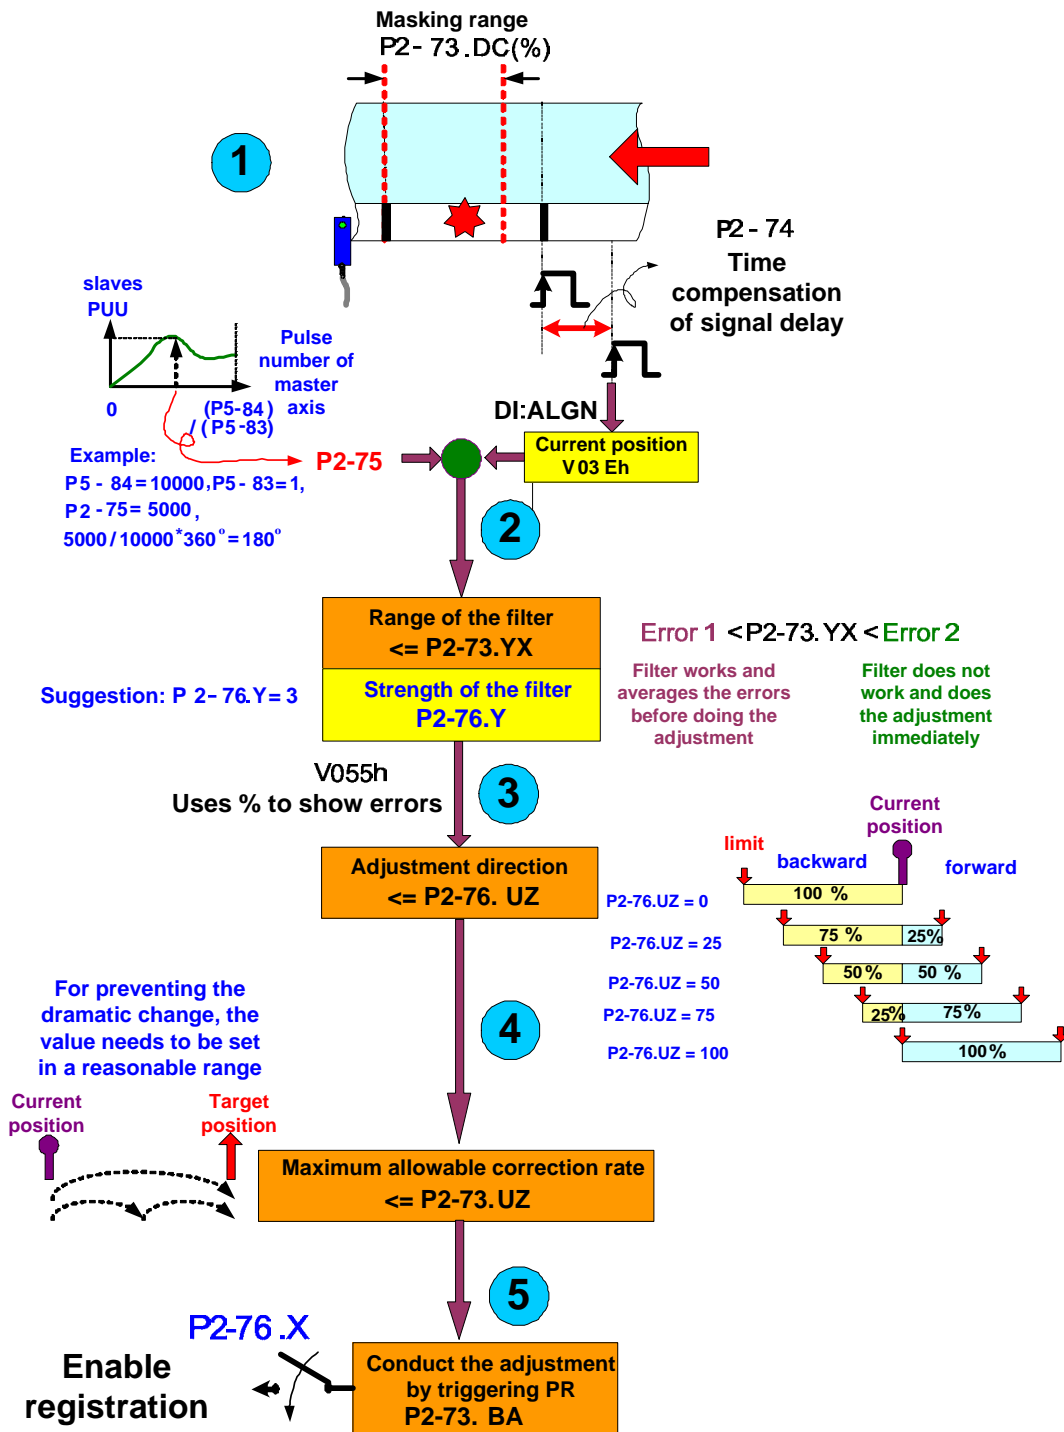 Masking range
P2-73.DC(%)
1
P2-74
Time
compensation
of signal delay
slaves
PUU
Pulse
number of
master
axis
0
(P5-84)
/(P5-83)
DI:ALGN
Example:
P5-84=10000,P5-83=1,
P2-75=5000,
5000/10000*360°=180°
P2-75
Current position
V03 Eh
2
Range of the filter
<= P2-73.YX
Strength of the filter
P2-76.Y
Suggestion: P 2-76.Y=3
Error 1 <P2-73.YX <Error 2
Filter works and
averages the errors
before doing the
adjustment
Filter does not
work and does
the adjustment
immediately
V055h
Uses % to show errors
3
Adjustment direction
<= P2-76. UZ
Current
position
limit
backward
forward
P2-76.UZ = 0
100 %
P2-76.UZ = 25
75 %
25%
P2-76.UZ = 50
50 %
50 %
P2-76.UZ = 75
25%
75%
P2-76.UZ = 100
100%
4
For preventing the
dramatic change, the
value needs to be set
in a reasonable range
Current
position
Target
position
Maximum allowable correction rate
<= P2-73.UZ
5
P2-76.X
Enable
registration
Conduct the adjustment
by triggering PR
P2-73. BA